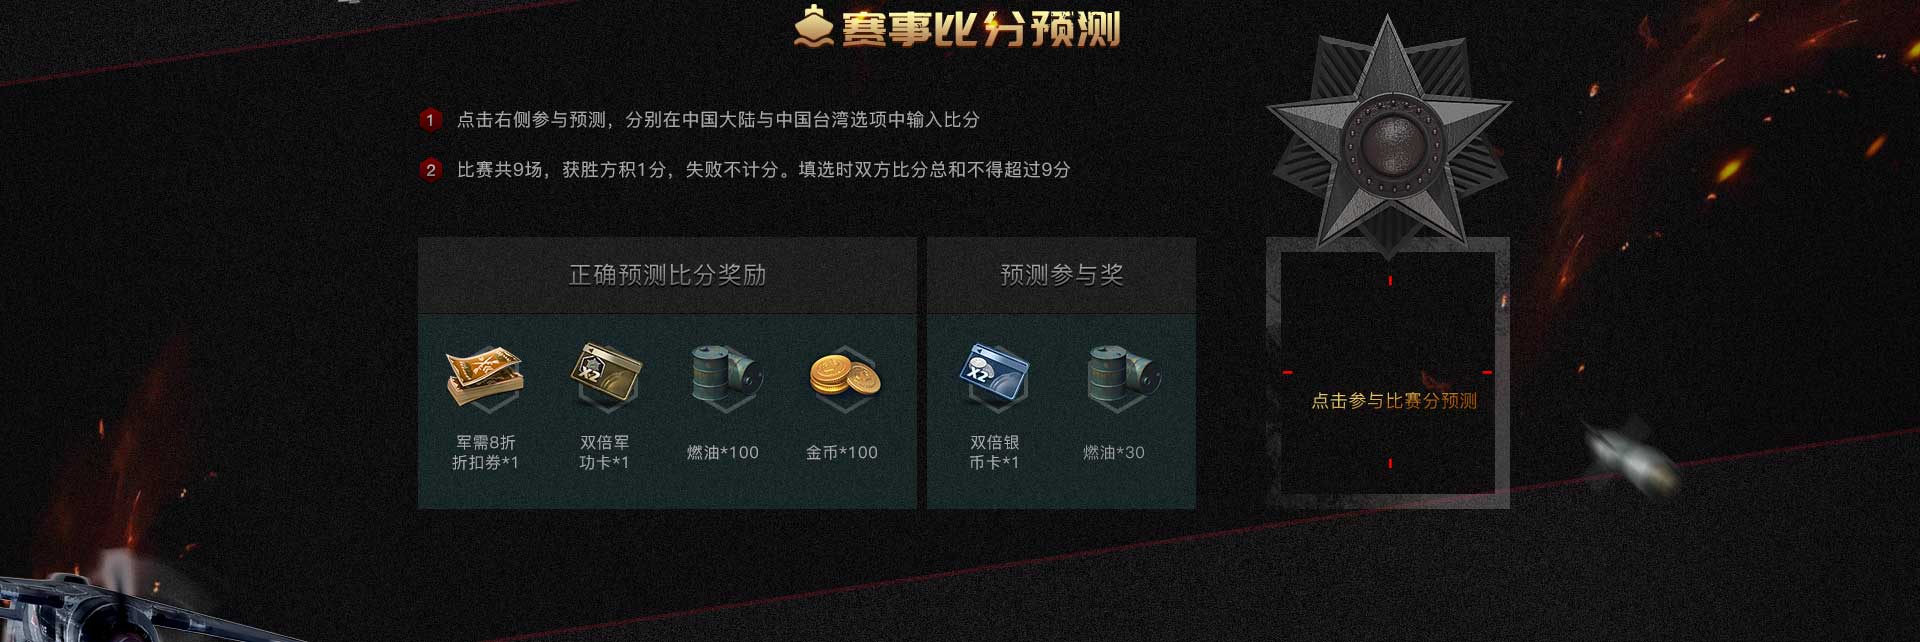 赛事比分预测
1 点击右侧参与预测，分别在中国大陆与中国台湾选项中输入比分
2 比赛共9场，获胜方积1分，失败不计分。填选时双方比分总和不得超过9分
正确预测比分奖励
预测参与奖
X2
X2
军需8折
折扣券*1
双倍军
功卡*1
燃油*100
金币*100
双倍银
币卡*1
燃油*30
点击参与比赛分预测